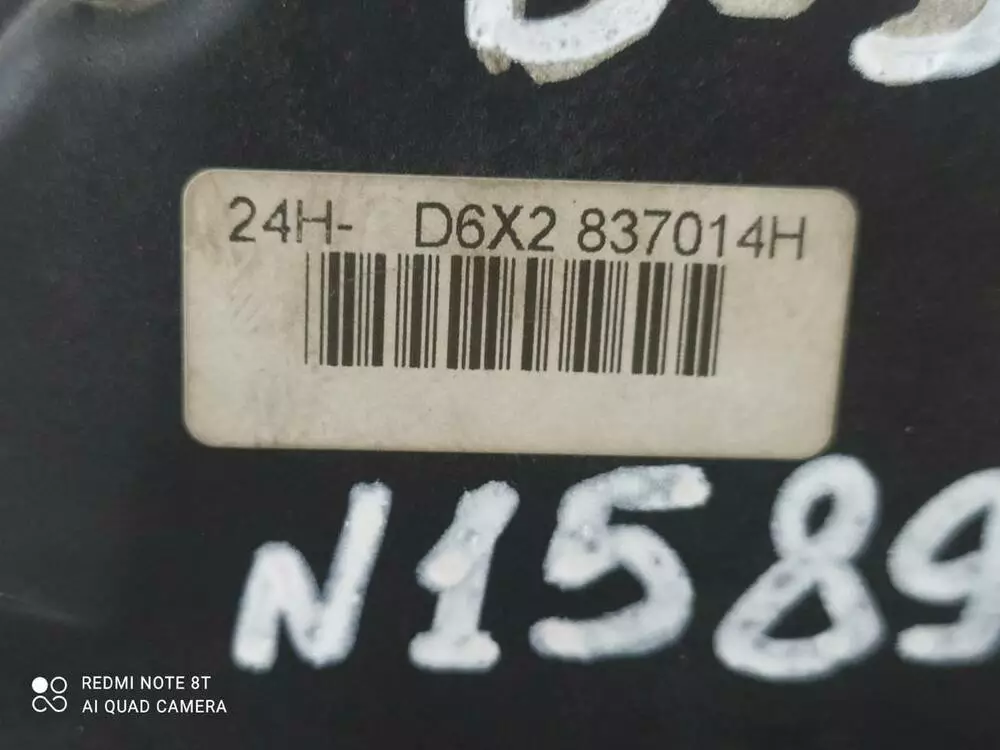 24H- D6X2 837014H
N1589
REDMI NOTE 8T
AI QUAD CAMERA